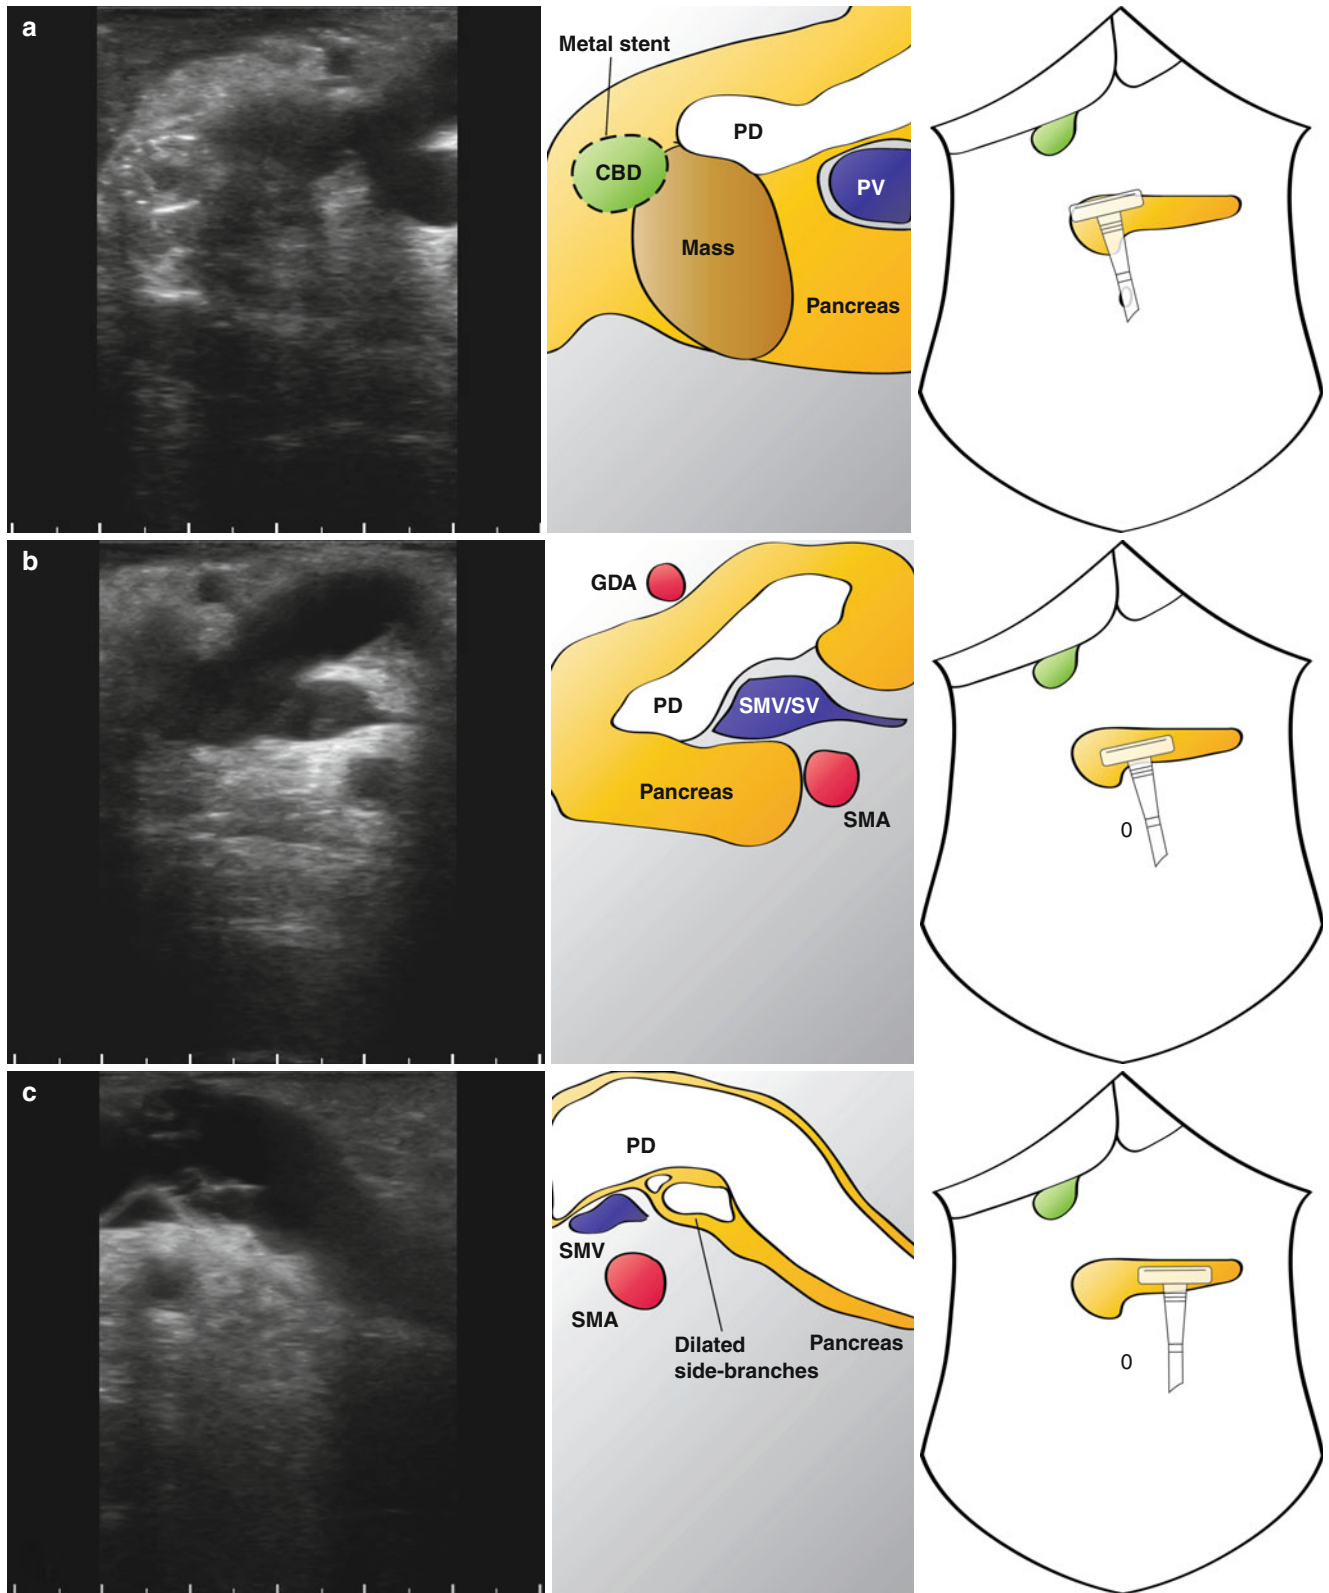 a
Metal stent
PD
CBD
PV
Mass
Pancreas
b
GDA
PD
SMV/SV
Pancreas
SMA
0
c
PD
SMV
SMA
Dilated
side-branches
Pancreas
0